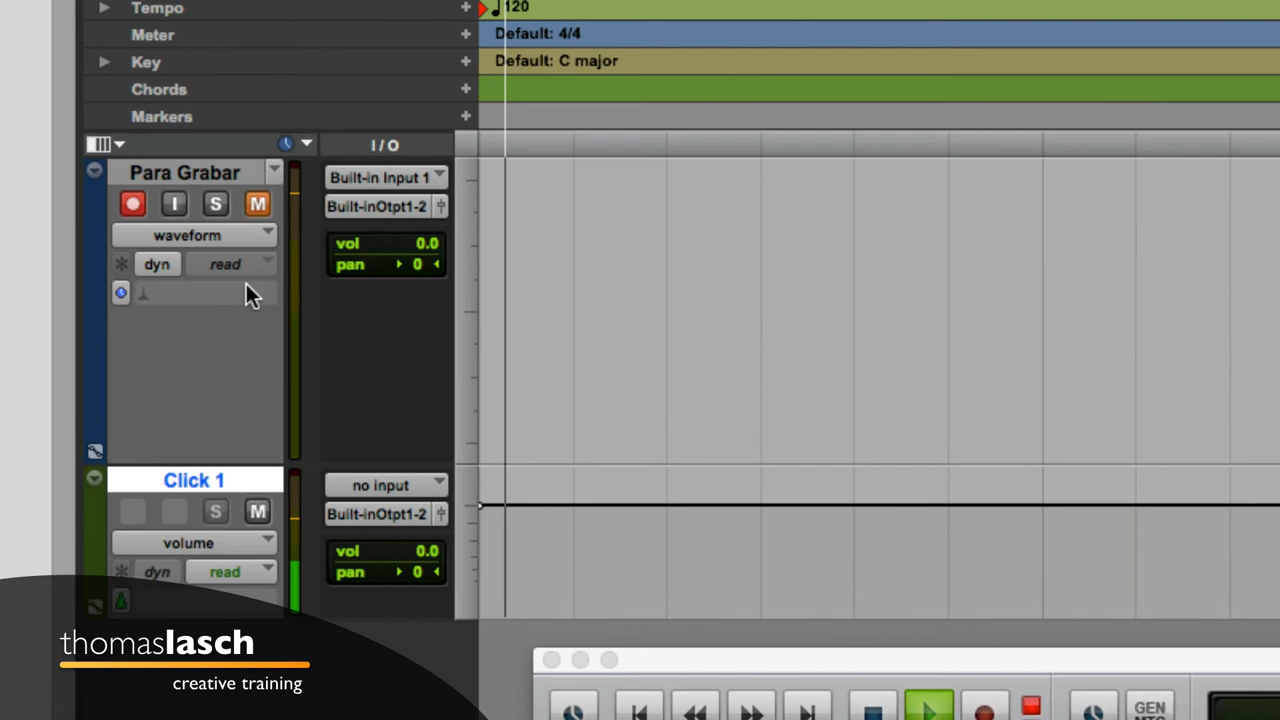 Tempo +
♩120
Meter +
Default: 4/4
Key +
Default: C major
Chords +
Markers +
I / O
Para Grabar
Built-in Input 1
I S M
Built-inOtpt1-2
waveform
vol 0.0
dyn read
pan 0
Click 1
no input
S M
Built-inOtpt1-2
volume
vol 0.0
dyn read
pan 0
thomaslasch
creative training
GEN
MTC